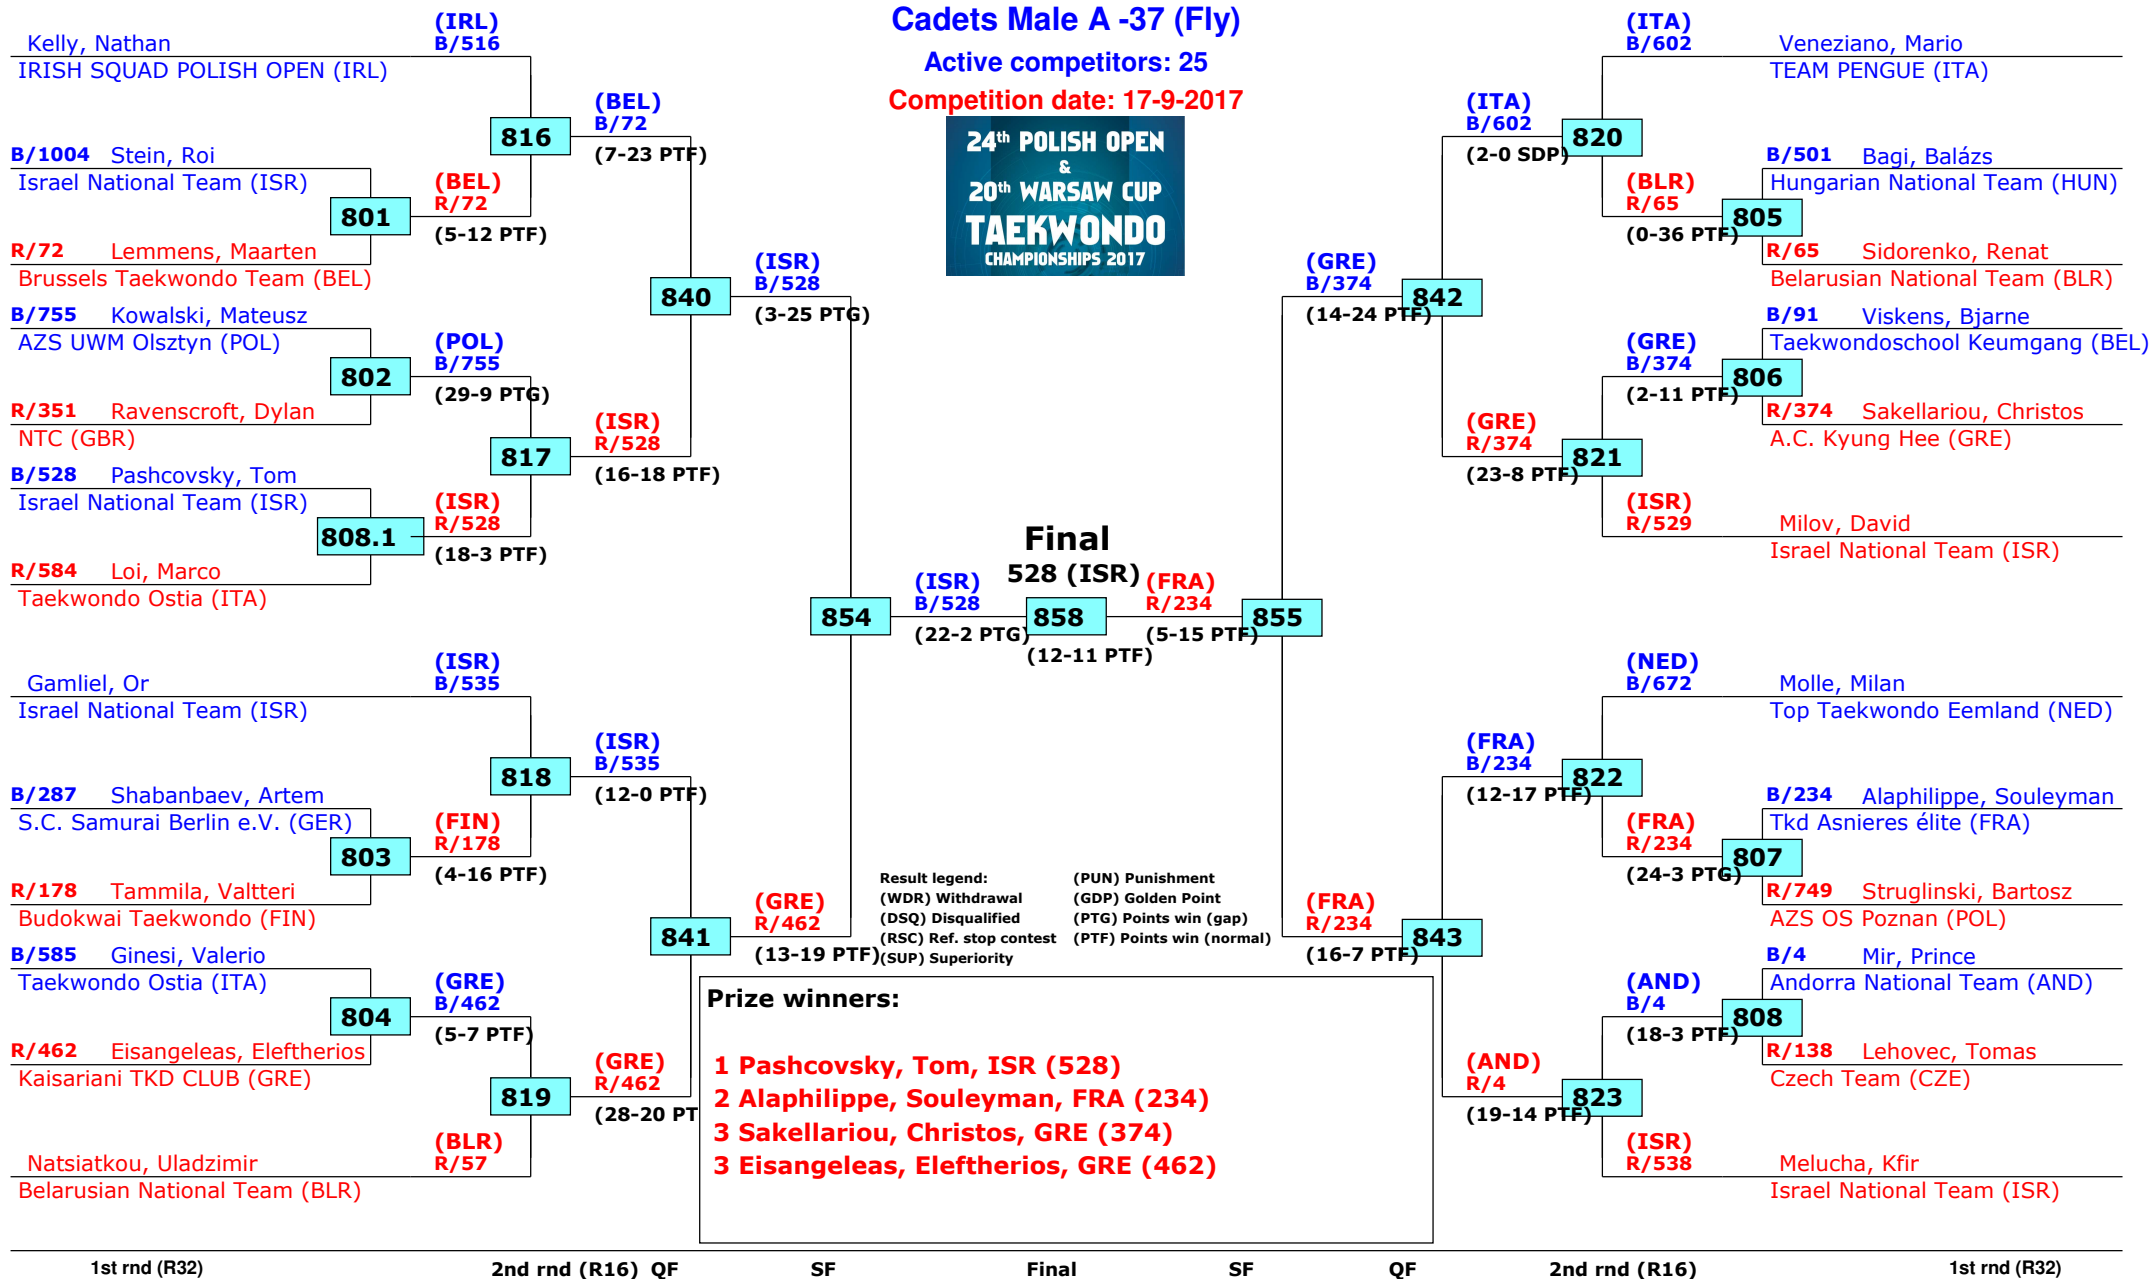 Cadets Male A -37 (Fly)
Active competitors: 25
Competition date: 17-9-2017
24th POLISH OPEN
&
20th WARSAW CUP
TAEKWONDO
CHAMPIONSHIPS 2017
(IRL)
Kelly, Nathan B/516
IRISH SQUAD POLISH OPEN (IRL)
(BEL)
816 B/72
(7-23 PTF)
B/1004 Stein, Roi
Israel National Team (ISR)
(BEL)
801 R/72
(5-12 PTF)
R/72 Lemmens, Maarten
Brussels Taekwondo Team (BEL)
(ISR)
840 B/528
(3-25 PTG)
B/755 Kowalski, Mateusz
AZS UWM Olsztyn (POL)
(POL)
802 B/755
(29-9 PTG)
R/351 Ravenscroft, Dylan
NTC (GBR)
(ISR)
817 R/528
(16-18 PTF)
B/528 Pashcovsky, Tom
Israel National Team (ISR)
(ISR)
808.1 R/528
(18-3 PTF)
R/584 Loi, Marco
Taekwondo Ostia (ITA)
(ISR)
854 B/528
(22-2 PTG)
(ISR)
Gamliel, Or B/535
Israel National Team (ISR)
(ISR)
818 B/535
(12-0 PTF)
B/287 Shabanbaev, Artem
S.C. Samurai Berlin e.V. (GER)
(FIN)
803 R/178
(4-16 PTF)
R/178 Tammila, Valtteri
Budokwai Taekwondo (FIN)
(GRE)
841 R/462
(13-19 PTF)
B/585 Ginesi, Valerio
Taekwondo Ostia (ITA)
(GRE)
804 B/462
(5-7 PTF)
R/462 Eisangeleas, Eleftherios
Kaisariani TKD CLUB (GRE)
(GRE)
819 R/462
(28-20 PT
(BLR)
Natsiatkou, Uladzimir R/57
Belarusian National Team (BLR)
Final
528 (ISR)
858
(12-11 PTF)
(ITA)
B/602 Veneziano, Mario
TEAM PENGUE (ITA)
(ITA)
B/602 820
(2-0 SDP)
B/501 Bagi, Balázs
Hungarian National Team (HUN)
(BLR)
R/65 805
(0-36 PTF)
R/65 Sidorenko, Renat
Belarusian National Team (BLR)
(GRE)
B/374 842
(14-24 PTF)
B/91 Viskens, Bjarne
Taekwondoschool Keumgang (BEL)
(GRE)
B/374 806
(2-11 PTF)
R/374 Sakellariou, Christos
A.C. Kyung Hee (GRE)
(GRE)
R/374 821
(23-8 PTF)
(ISR)
R/529 Milov, David
Israel National Team (ISR)
(FRA)
R/234 855
(5-15 PTF)
(NED)
B/672 Molle, Milan
Top Taekwondo Eemland (NED)
(FRA)
B/234 822
(12-17 PTF)
B/234 Alaphilippe, Souleyman
Tkd Asnieres élite (FRA)
(FRA)
R/234 807
(24-3 PTG)
R/749 Struglinski, Bartosz
AZS OS Poznan (POL)
(FRA)
R/234 843
(16-7 PTF)
B/4 Mir, Prince
Andorra National Team (AND)
(AND)
B/4 808
(18-3 PTF)
R/138 Lehovec, Tomas
Czech Team (CZE)
(AND)
R/4 823
(19-14 PTF)
(ISR)
R/538 Melucha, Kfir
Israel National Team (ISR)
Result legend: (PUN) Punishment
(WDR) Withdrawal (GDP) Golden Point
(DSQ) Disqualified (PTG) Points win (gap)
(RSC) Ref. stop contest (PTF) Points win (normal)
(SUP) Superiority
Prize winners:
1 Pashcovsky, Tom, ISR (528)
2 Alaphilippe, Souleyman, FRA (234)
3 Sakellariou, Christos, GRE (374)
3 Eisangeleas, Eleftherios, GRE (462)
1st rnd (R32) 2nd rnd (R16) QF SF Final SF QF 2nd rnd (R16) 1st rnd (R32)